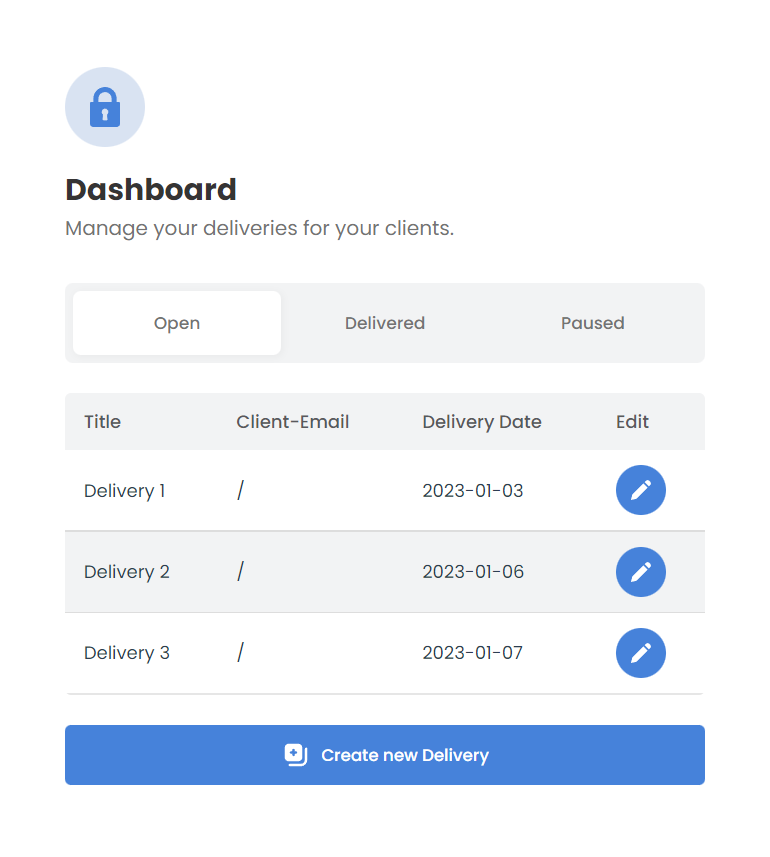 Dashboard
Manage your deliveries for your clients.
Open Delivered Paused
Title Client-Email Delivery Date Edit
Delivery 1 / 2023-01-03
Delivery 2 / 2023-01-06
Delivery 3 / 2023-01-07
Create new Delivery